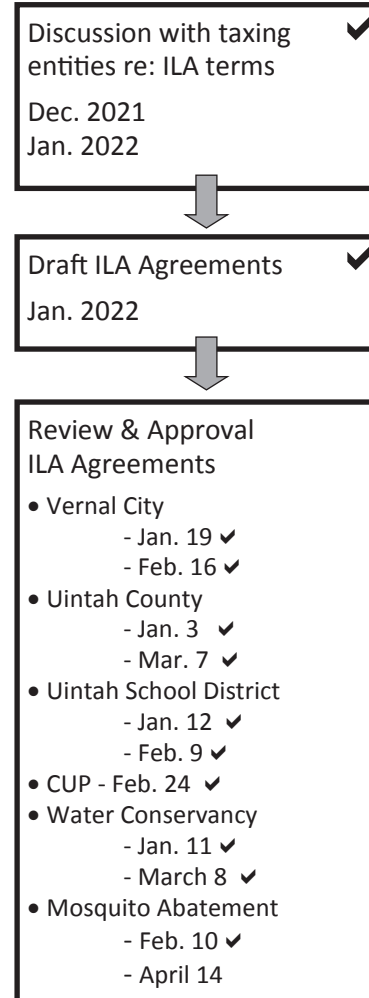 Discussion with taxing
entities re: ILA terms
Dec. 2021
Jan. 2022
Draft ILA Agreements
Jan. 2022
Review & Approval
ILA Agreements
• Vernal City
- Jan. 19 ✔
- Feb. 16 ✔
• Uintah County
- Jan. 3 ✔
- Mar. 7 ✔
• Uintah School District
- Jan. 12 ✔
- Feb. 9 ✔
• CUP - Feb. 24 ✔
• Water Conservancy
- Jan. 11 ✔
- March 8 ✔
• Mosquito Abatement
- Feb. 10 ✔
- April 14